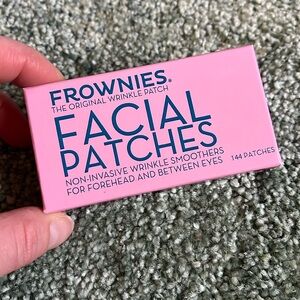 FROWNIES®
THE ORIGINAL WRINKLE PATCH
FACIAL
PATCHES
NON-INVASIVE WRINKLE SMOOTHERS
FOR FOREHEAD AND BETWEEN EYES
144 PATCHES